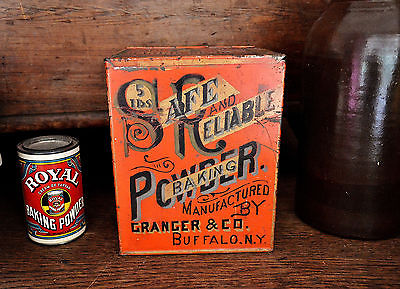 5
LBS
SAFE
AND
RELIABLE
BAKING
POWDER.
MANUFACTURED
BY
GRANGER & CO.
BUFFALO. N.Y.
ROYAL
BAKING POWDER